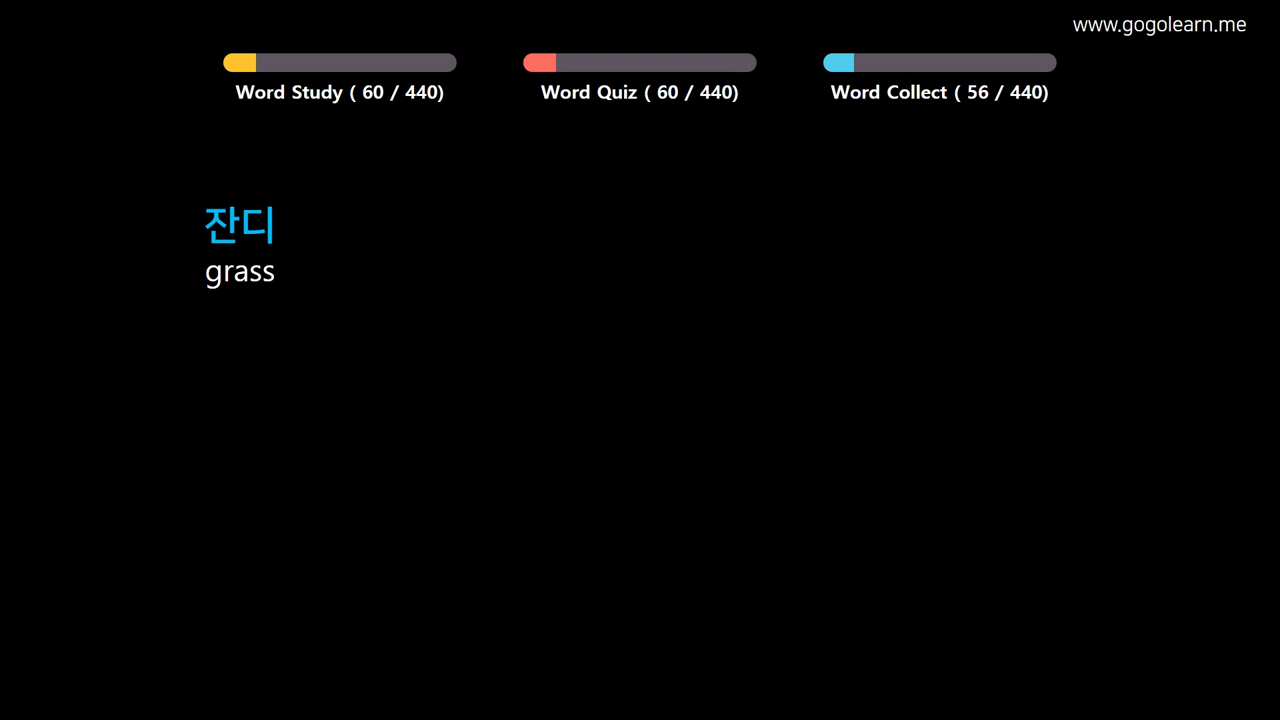 www.gogolearn.me
Word Study ( 60 / 440)
Word Quiz ( 60 / 440)
Word Collect ( 56 / 440)
잔디
grass